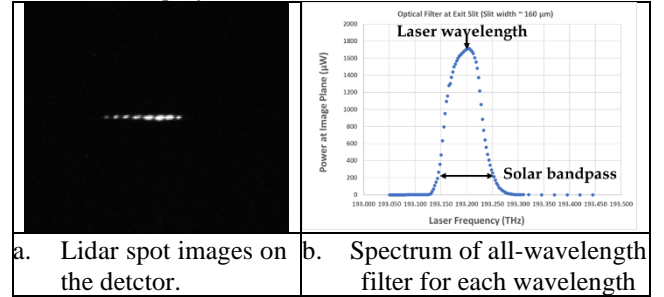 Optical Filter at Exit Slit (Slit width ~ 160 µm)
Laser wavelength
Power at Image Plane (µW)
2000
1800
1600
1400
1200
1000
800
600
400
200
0
Solar bandpass
193.000 193.050 193.100 193.150 193.200 193.250 193.300 193.350 193.400 193.450 193.500
Laser Frequency (THz)
a. Lidar spot images on
the detctor.
b. Spectrum of all-wavelength
filter for each wavelength